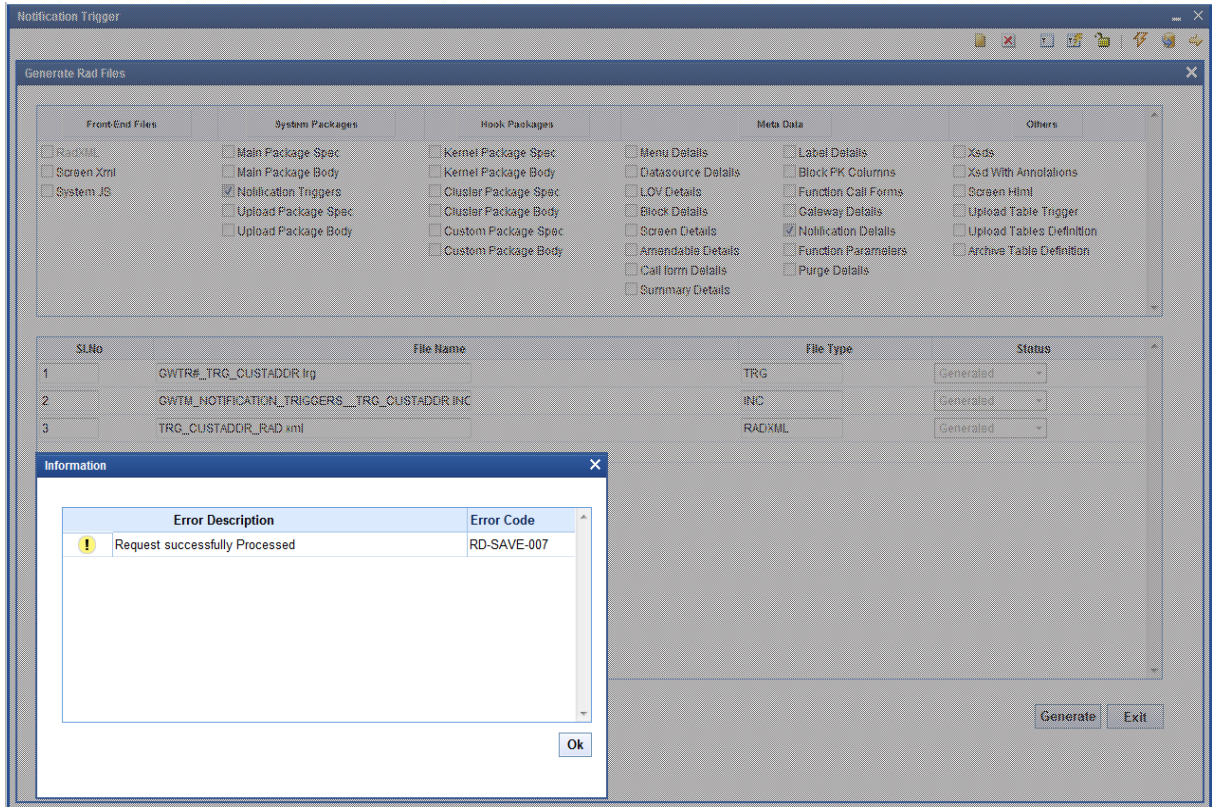 Notification Trigger
Generate Rad Files
Front-End Files System Packages Hook Packages Meta Data Others
RadXML Main Package Spec Kernel Package Spec Menu Details Label Details Xsds
Screen Xml Main Package Body Kernel Package Body Datasource Details Block PK Columns Xsd With Annotations
System JS Notification Triggers Cluster Package Spec LOV Details Function Call Forms Screen Html
Upload Package Spec Cluster Package Body Block Details Gateway Details Upload Table Trigger
Upload Package Body Custom Package Spec Screen Details Notification Details Upload Tables Definition
Custom Package Body Amendable Details Function Parameters Archive Table Definition
Call form Details Purge Details
Summary Details
Sl.No File Name File Type Status
1 GWTR#_TRG_CUSTADDR.trg TRG Generated
2 GWTM_NOTIFICATION_TRIGGERS__TRG_CUSTADDR.INC INC Generated
3 TRG_CUSTADDR_RAD.xml RADXML Generated
Information
Error Description Error Code
Request successfully Processed RD-SAVE-007
Ok
Generate Exit